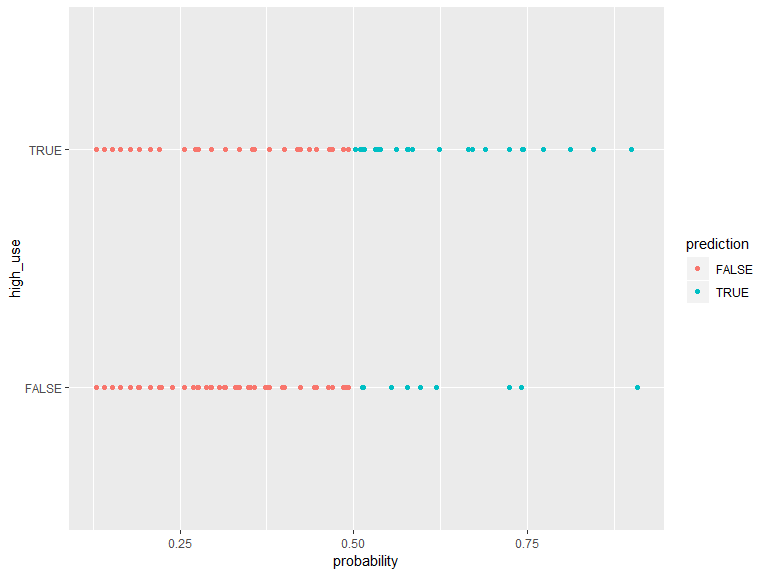 TRUE
FALSE
high_use
0.25
0.50
0.75
probability
prediction
FALSE
TRUE